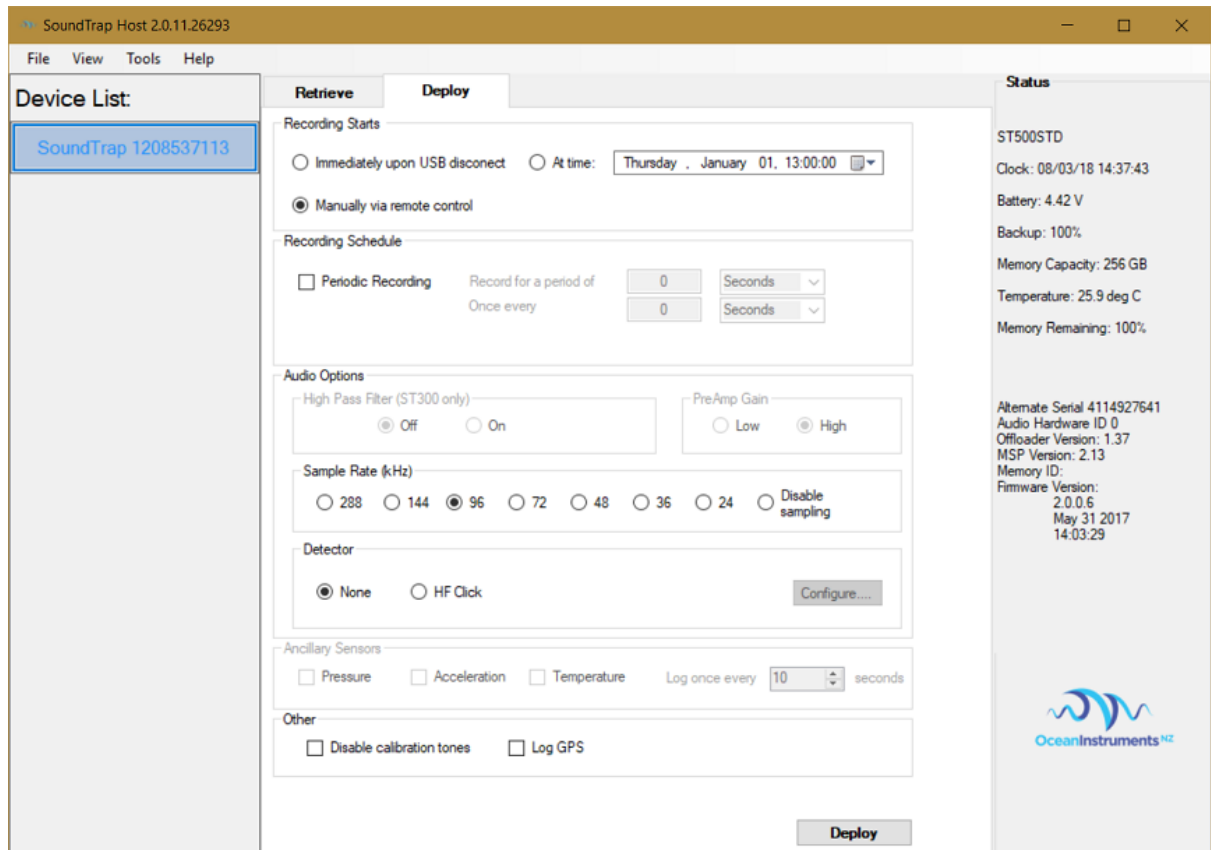 SoundTrap Host 2.0.11.26293
File View Tools Help
Device List:
SoundTrap 1208537113
Retrieve Deploy
Recording Starts
Immediately upon USB disconect At time: Thursday , January 01, 13:00:00
Manually via remote control
Recording Schedule
Periodic Recording Record for a period of 0 Seconds
Once every 0 Seconds
Audio Options
High Pass Filter (ST300 only) PreAmp Gain
Off On Low High
Sample Rate (kHz)
288 144 96 72 48 36 24 Disable
sampling
Detector
None HF Click Configure....
Ancillary Sensors
Pressure Acceleration Temperature Log once every 10 seconds
Other
Disable calibration tones Log GPS
Deploy
Status
ST500STD
Clock: 08/03/18 14:37:43
Battery: 4.42 V
Backup: 100%
Memory Capacity: 256 GB
Temperature: 25.9 deg C
Memory Remaining: 100%
Alternate Serial 4114927641
Audio Hardware ID 0
Offloader Version: 1.37
MSP Version: 2.13
Memory ID:
Firmware Version:
2.0.0.6
May 31 2017
14:03:29
OceanInstruments NZ